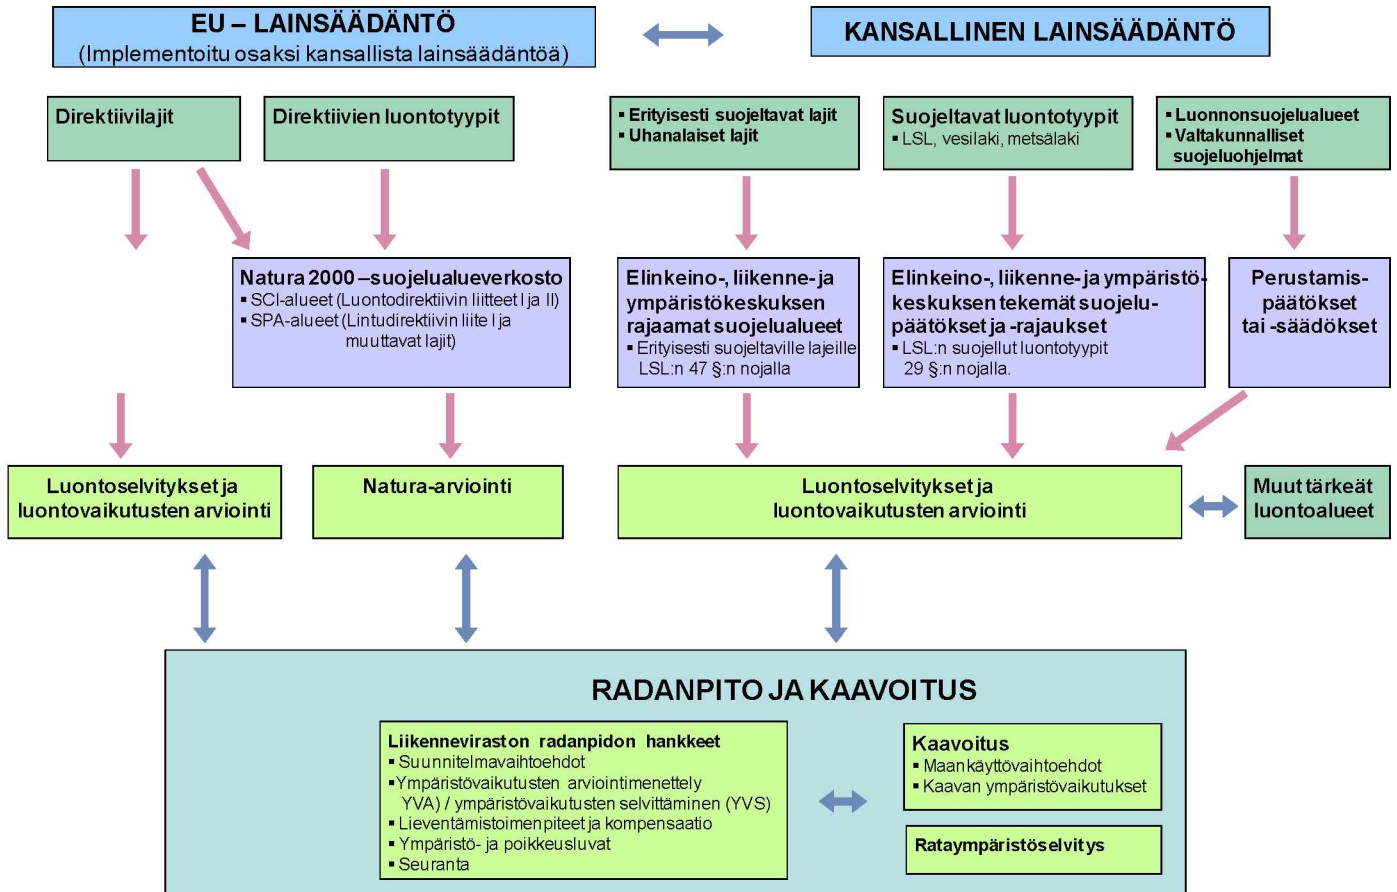 EU – LAINSÄÄDÄNTÖ
(Implementoitu osaksi kansallista lainsäädäntöä)
KANSALLINEN LAINSÄÄDÄNTÖ
Direktiivilajit
Direktiivien luontotyypit
▪ Erityisesti suojeltavat lajit
▪ Uhanalaiset lajit
Suojeltavat luontotyypit
▪ LSL, vesilaki, metsälaki
▪ Luonnonsuojelualueet
▪ Valtakunnalliset
suojeluohjelmat
Natura 2000 –suojelualueverkosto
▪ SCI-alueet (Luontodirektiivin liitteet I ja II)
▪ SPA-alueet (Lintudirektiivin liite I ja
muuttavat lajit)
Elinkeino-, liikenne- ja
ympäristökeskuksen
rajaamat suojelualueet
▪ Erityisesti suojeltaville lajeille
LSL:n 47 §:n nojalla
Elinkeino-, liikenne- ja ympäristö-
keskuksen tekemät suojelu-
päätökset ja -rajaukset
▪ LSL:n suojellut luontotyypit
29 §:n nojalla.
Perustamis-
päätökset
tai -säädökset
Luontoselvitykset ja
luontovaikutusten arviointi
Natura-arviointi
Luontoselvitykset ja
luontovaikutusten arviointi
Muut tärkeät
luontoalueet
RADANPITO JA KAAVOITUS
Liikenneviraston radanpidon hankkeet
▪ Suunnitelmavaihtoehdot
▪ Ympäristövaikutusten arviointimenettely
YVA) / ympäristövaikutusten selvittäminen (YVS)
▪ Lieventämistoimenpiteet ja kompensaatio
▪ Ympäristö- ja poikkeusluvat
▪ Seuranta
Kaavoitus
▪ Maankäyttövaihtoehdot
▪ Kaavan ympäristövaikutukset
Rataympäristöselvitys